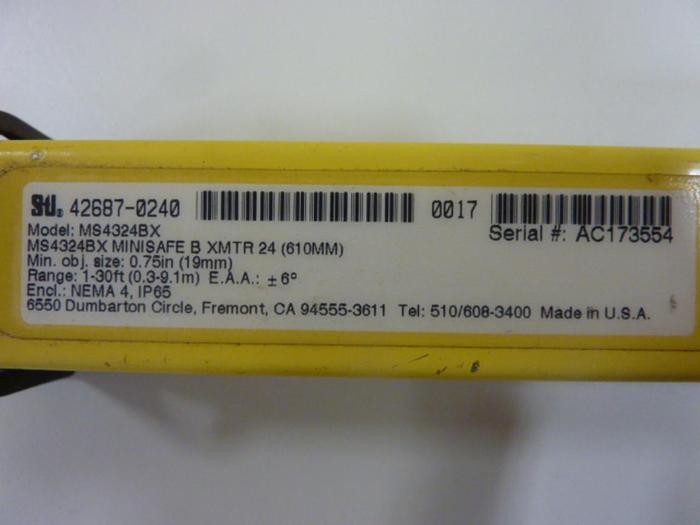 STI® 42687-0240 0017
Serial #: AC173554
Model: MS4324BX
MS4324BX MINISAFE B XMTR 24 (610MM)
Min. obj. size: 0.75in (19mm)
Range: 1-30ft (0.3-9.1m) E.A.A.: ±6º
Encl.: NEMA 4, IP65
6550 Dumbarton Circle, Fremont, CA 94555-3611 Tel: 510/608-3400 Made in U.S.A.